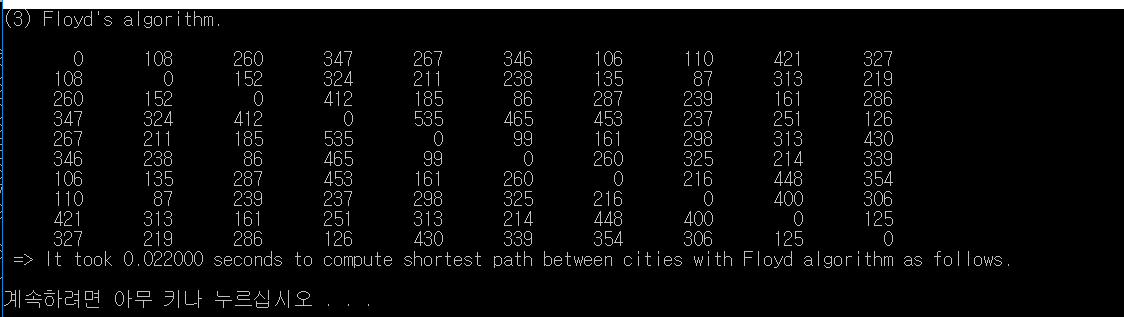 (3) Floyd's algorithm.
0 108 260 347 267 346 106 110 421 327
108 0 152 324 211 238 135 87 313 219
260 152 0 412 185 86 287 239 161 286
347 324 412 0 535 465 453 237 251 126
267 211 185 535 0 99 161 298 313 430
346 238 86 465 99 0 260 325 214 339
106 135 287 453 161 260 0 216 448 354
110 87 239 237 298 325 216 0 400 306
421 313 161 251 313 214 448 400 0 125
327 219 286 126 430 339 354 306 125 0
=> It took 0.022000 seconds to compute shortest path between cities with Floyd algorithm as follows.
계속하려면 아무 키나 누르십시오 . . .